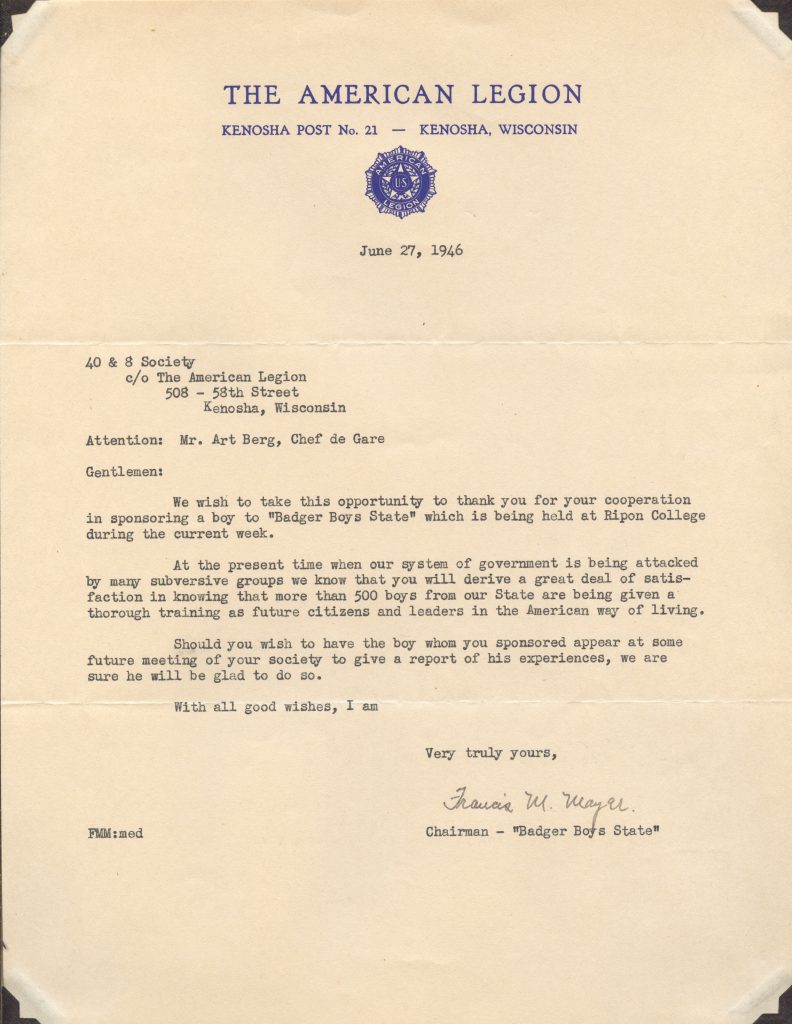 THE AMERICAN LEGION
KENOSHA POST No. 21 — KENOSHA, WISCONSIN
AMERICAN
U.S.
LEGION
June 27, 1946
40 & 8 Society
c/o The American Legion
508 - 58th Street
Kenosha, Wisconsin
Attention: Mr. Art Berg, Chef de Gare
Gentlemen:
We wish to take this opportunity to thank you for your cooperation
in sponsoring a boy to "Badger Boys State" which is being held at Ripon College
during the current week.
At the present time when our system of government is being attacked
by many subversive groups we know that you will derive a great deal of satis-
faction in knowing that more than 500 boys from our State are being given a
thorough training as future citizens and leaders in the American way of living.
Should you wish to have the boy whom you sponsored appear at some
future meeting of your society to give a report of his experiences, we are
sure he will be glad to do so.
With all good wishes, I am
Very truly yours,
Francis M. Mayer.
FMM:med
Chairman - "Badger Boys State"